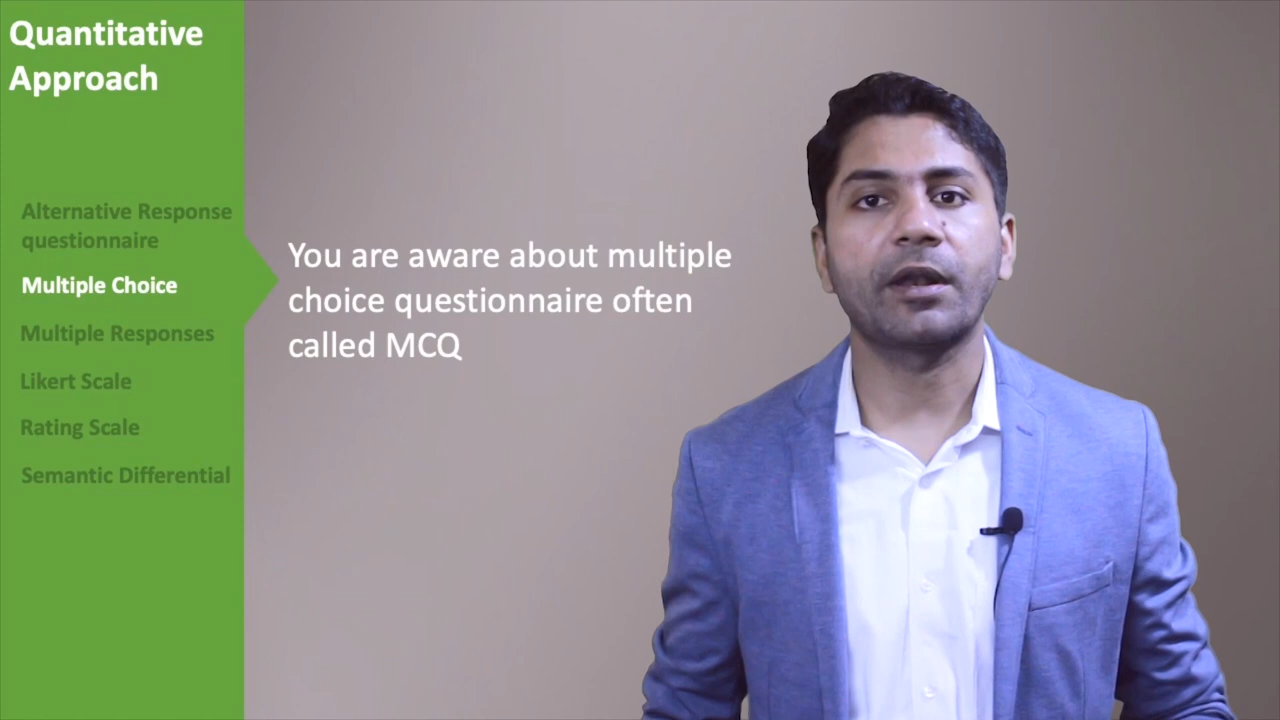 Quantitative
Approach
Alternative Response
questionnaire
Multiple Choice
Multiple Responses
Likert Scale
Rating Scale
Semantic Differential
You are aware about multiple
choice questionnaire often
called MCQ